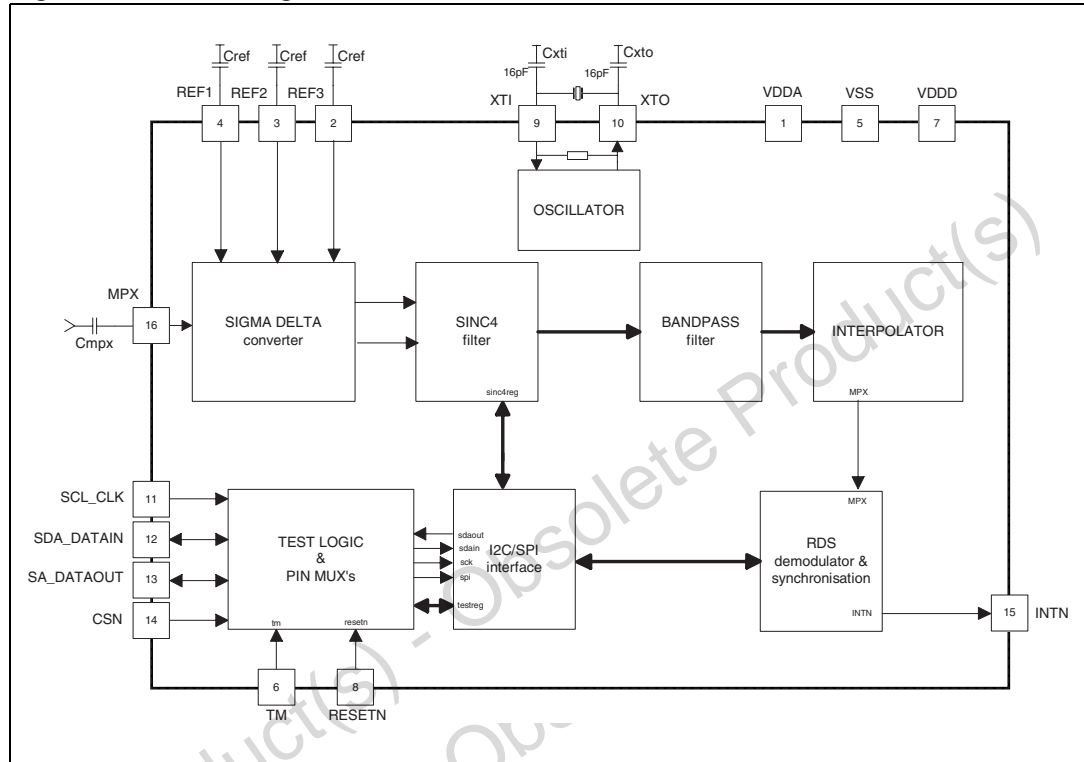 Cref Cref Cref Cxti Cxto
16pF 16pF
REF1 REF2 REF3 XTI XTO VDDA VSS VDDD
4 3 2 9 10 1 5 7
OSCILLATOR
MPX
16
Cmpx
SIGMA DELTA
converter
SINC4
filter
sinc4reg
BANDPASS
filter
INTERPOLATOR
MPX
SCL_CLK 11
SDA_DATAIN 12
SA_DATAOUT 13
CSN 14
TEST LOGIC
&
PIN MUX's
tm resetn
sdaout
sdain
sck
spi
testreg
I2C/SPI
interface
MPX
RDS
demodulator &
synchronisation
INTN
15 INTN
6 8
TM RESETN
Obsolete Product(s)
duct(s) - Obsolete Product(s)